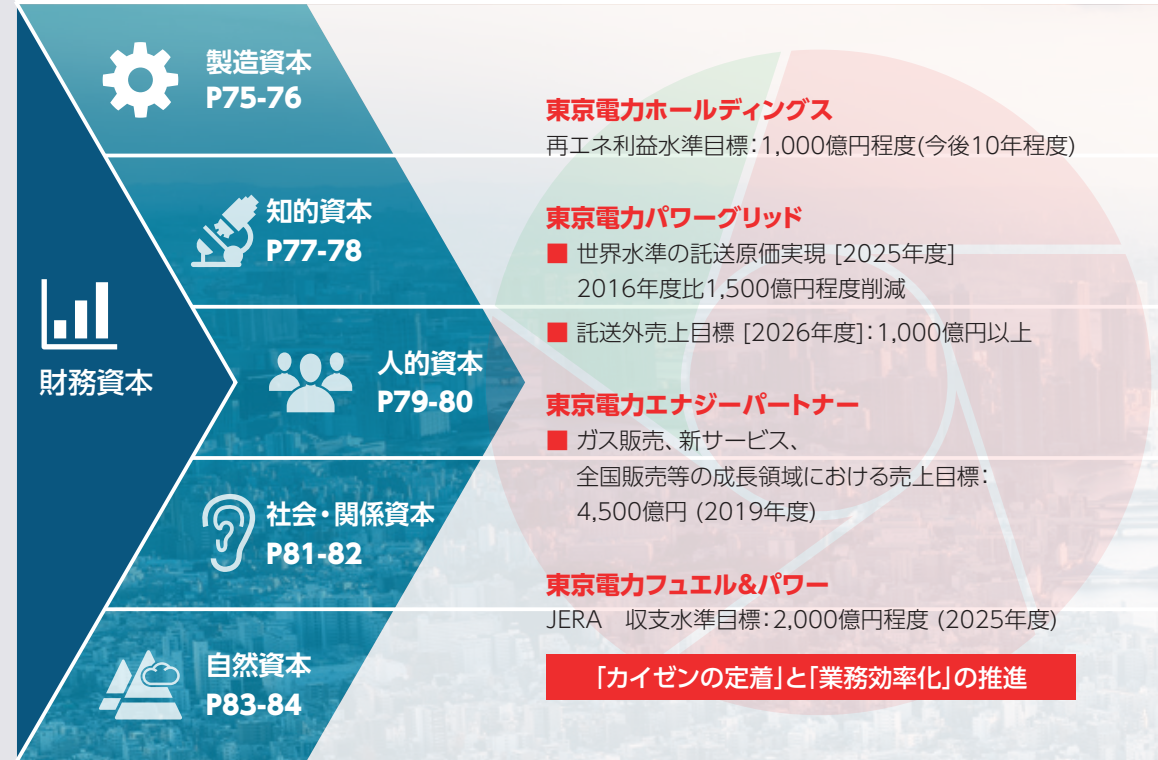 製造資本
P75-76
知的資本
P77-78
財務資本
人的資本
P79-80
社会・関係資本
P81-82
自然資本
P83-84
東京電力ホールディングス
再エネ利益水準目標：1,000億円程度(今後10年程度)
東京電力パワーグリッド
■ 世界水準の託送原価実現 [2025年度]
2016年度比1,500億円程度削減
■ 託送外売上目標 [2026年度]：1,000億円以上
東京電力エナジーパートナー
■ ガス販売、新サービス、
全国販売等の成長領域における売上目標：
4,500億円 (2019年度)
東京電力フュエル&パワー
JERA　収支水準目標：2,000億円程度 (2025年度)
「カイゼンの定着」と「業務効率化」の推進